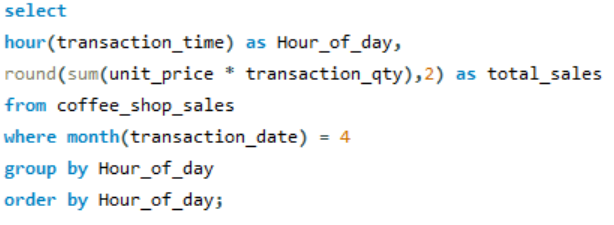 select
hour(transaction_time) as Hour_of_day,
round(sum(unit_price * transaction_qty),2) as total_sales
from coffee_shop_sales
where month(transaction_date) = 4
group by Hour_of_day
order by Hour_of_day;